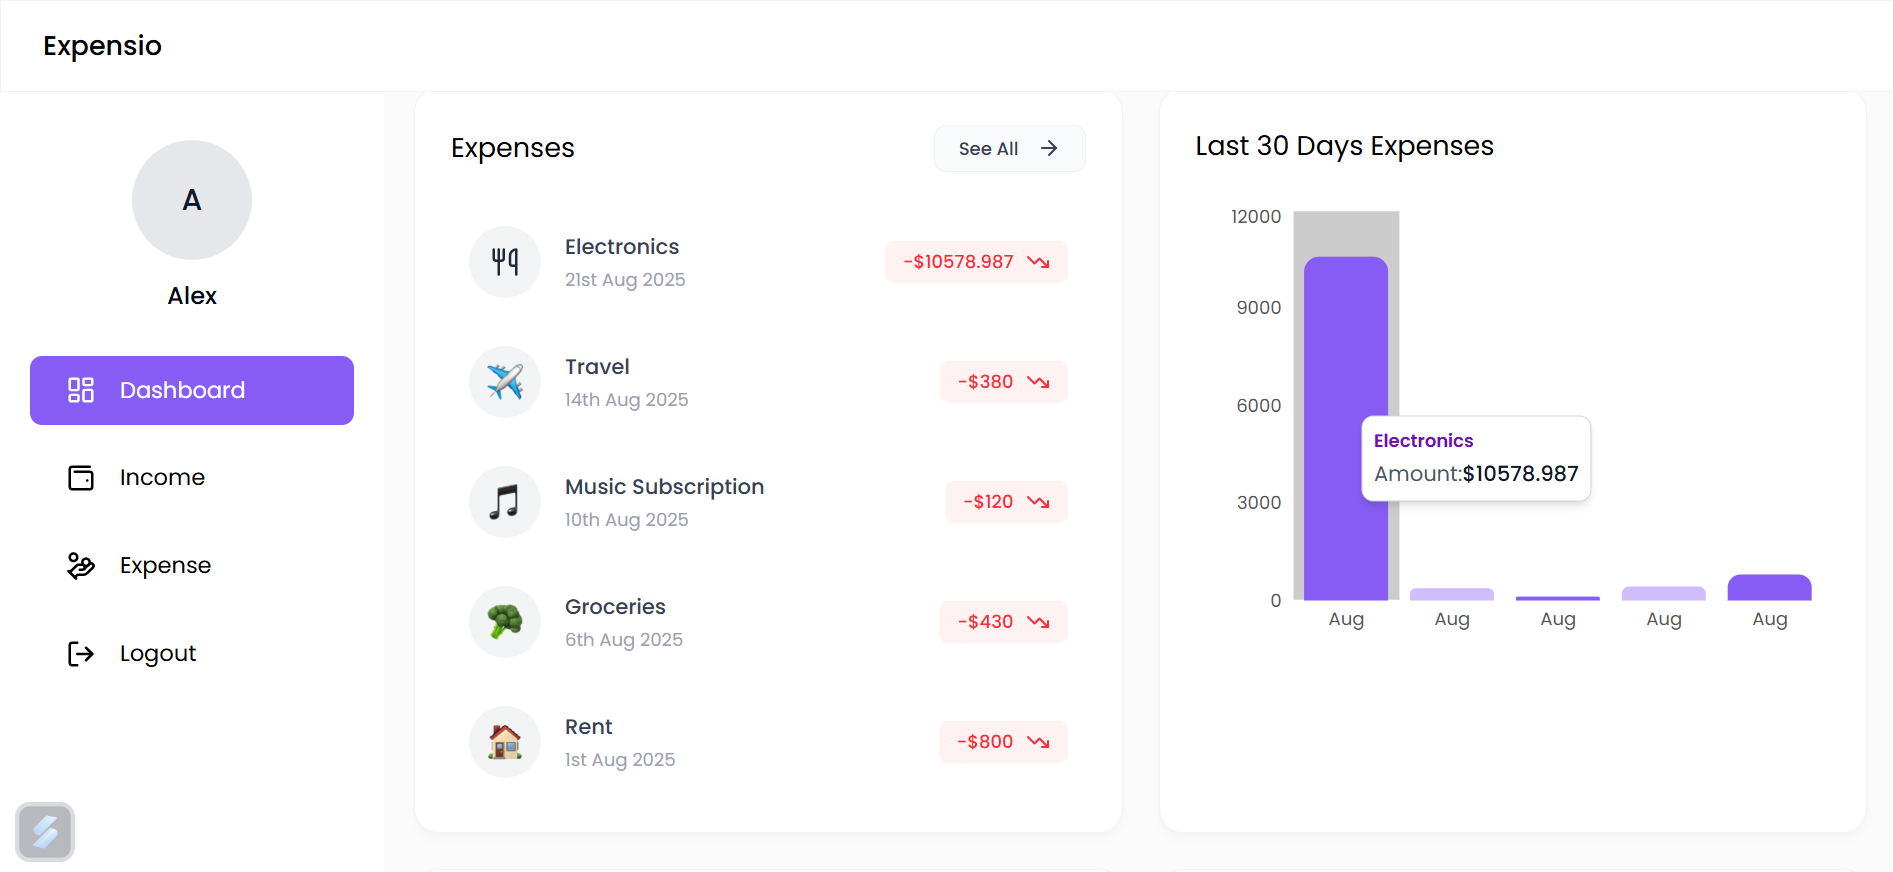 Expensio
A
Alex
Dashboard
Income
Expense
Logout
Expenses
See All
Electronics
21st Aug 2025
-$10578.987
Travel
14th Aug 2025
-$380
Music Subscription
10th Aug 2025
-$120
Groceries
6th Aug 2025
-$430
Rent
1st Aug 2025
-$800
Last 30 Days Expenses
12000
9000
6000
3000
0
Electronics
Amount:$10578.987
Aug Aug Aug Aug Aug